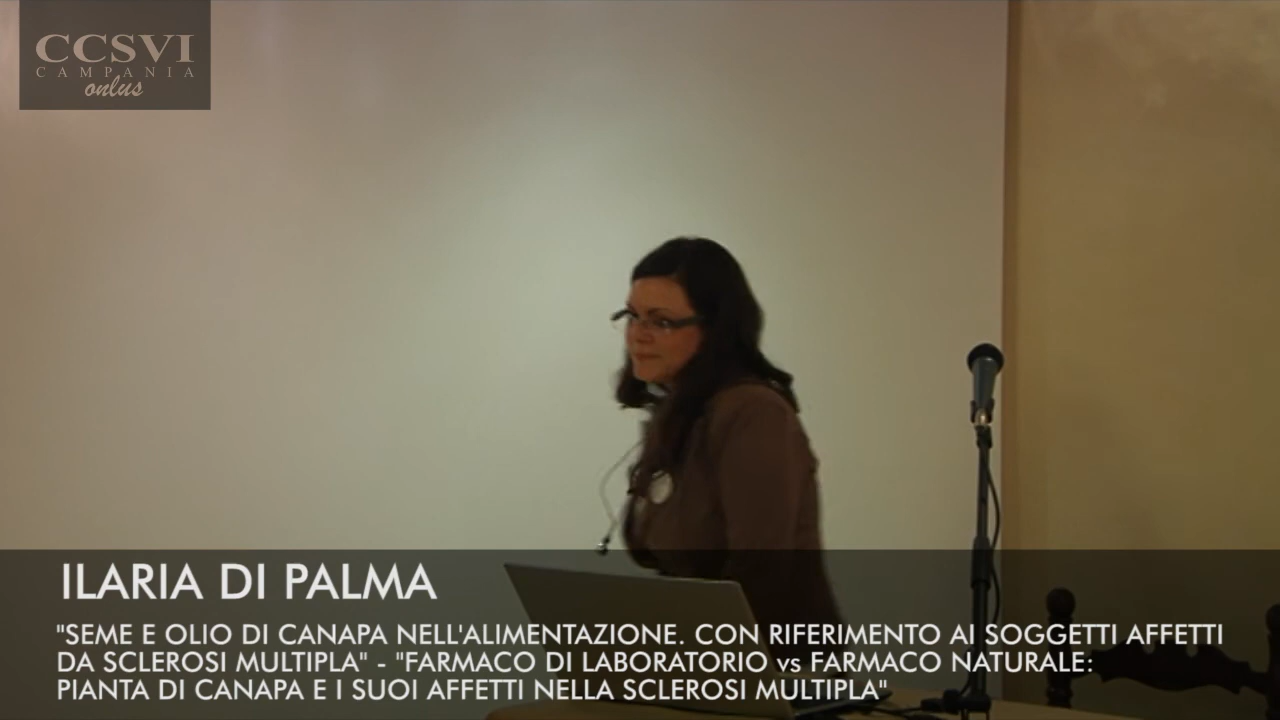 CCSVI
CAMPANIA
onlus
ILARIA DI PALMA
"SEME E OLIO DI CANAPA NELL'ALIMENTAZIONE. CON RIFERIMENTO AI SOGGETTI AFFETTI
DA SCLEROSI MULTIPLA" - "FARMACO DI LABORATORIO vs FARMACO NATURALE:
PIANTA DI CANAPA E I SUOI AFFETTI NELLA SCLEROSI MULTIPLA"